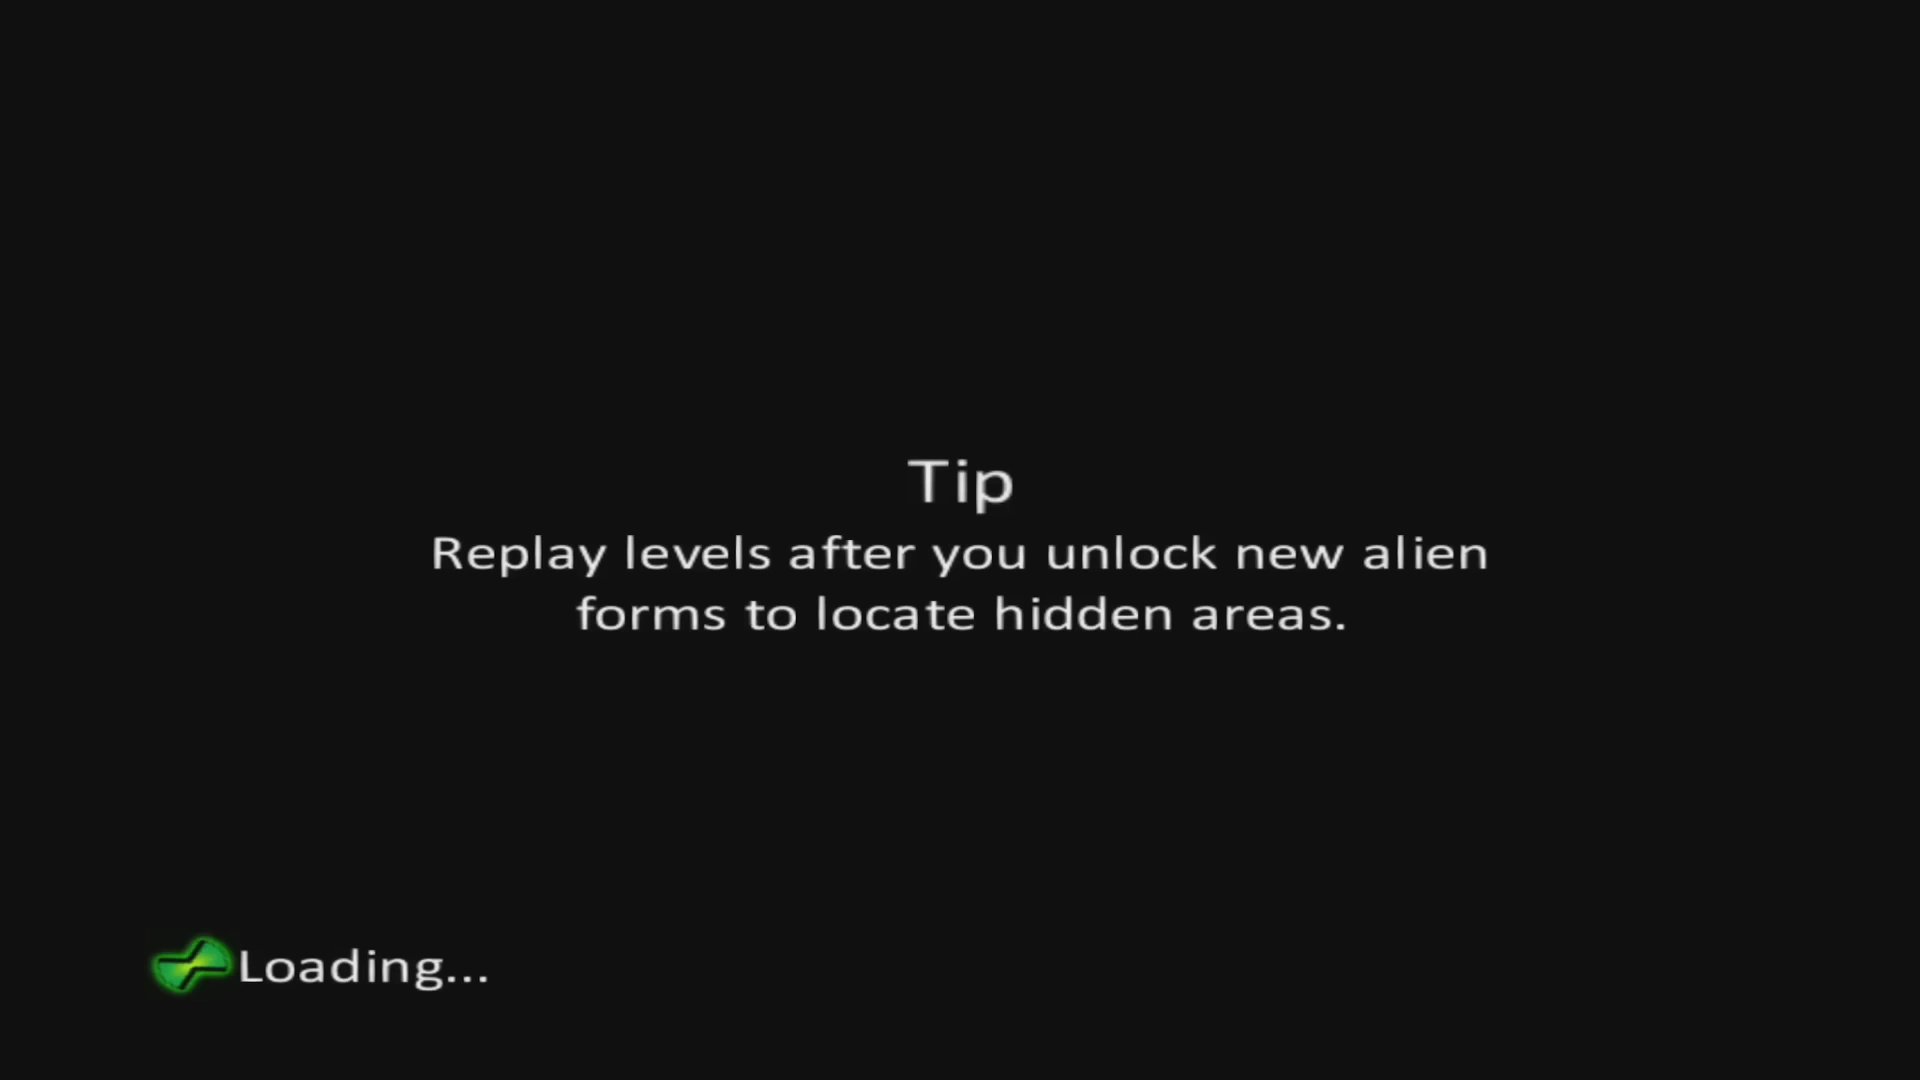 Tip
Replay levels after you unlock new alien
forms to locate hidden areas.
Loading...